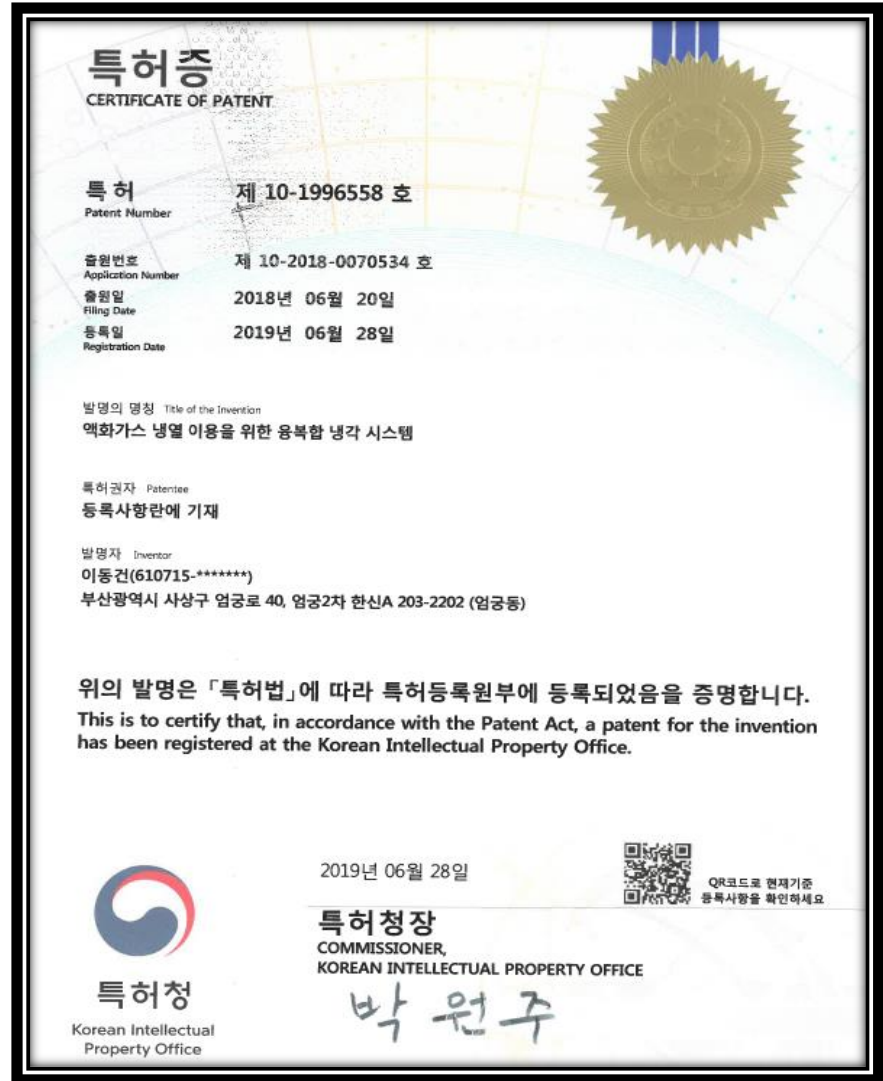 특허증
CERTIFICATE OF PATENT
특 허 제 10-1996558 호
Patent Number
출원번호 제 10-2018-0070534 호
Application Number
출원일 2018년 06월 20일
Filing Date
등록일 2019년 06월 28일
Registration Date
발명의 명칭 Title of the Invention
액화가스 냉열 이용을 위한 융복합 냉각 시스템
특허권자 Patentee
등록사항란에 기재
발명자 Inventor
이동건(610715-*******)
부산광역시 사상구 엄궁로 40, 엄궁2차 한신A 203-2202 (엄궁동)
위의 발명은 「특허법」에 따라 특허등록원부에 등록되었음을 증명합니다.
This is to certify that, in accordance with the Patent Act, a patent for the invention
has been registered at the Korean Intellectual Property Office.
2019년 06월 28일
QR코드로 현재기준
등록사항을 확인하세요
특허청장
COMMISSIONER,
KOREAN INTELLECTUAL PROPERTY OFFICE
박원주
특허청
Korean Intellectual
Property Office